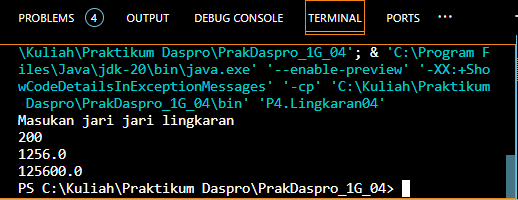 PROBLEMS 4 OUTPUT DEBUG CONSOLE TERMINAL PORTS ...
\Kuliah\Praktikum Daspro\PrakDaspro_1G_04'; & 'C:\Program F
iles\Java\jdk-20\bin\java.exe' '--enable-preview' '-XX:+Sho
wCodeDetailsInExceptionMessages' '-cp' 'C:\Kuliah\Praktikum
 Daspro\PrakDaspro_1G_04\bin' 'P4.Lingkaran04'
Masukan jari jari lingkaran
200
1256.0
125600.0
PS C:\Kuliah\Praktikum Daspro\PrakDaspro_1G_04>